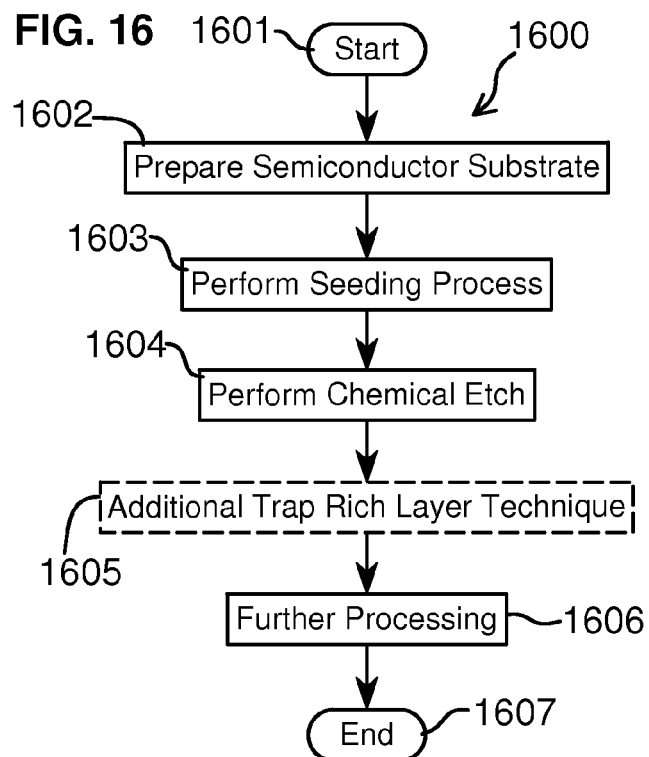 FIG. 16
1601
Start
1600
1602
Prepare Semiconductor Substrate
1603
Perform Seeding Process
1604
Perform Chemical Etch
Additional Trap Rich Layer Technique
1605
Further Processing
1606
End
1607